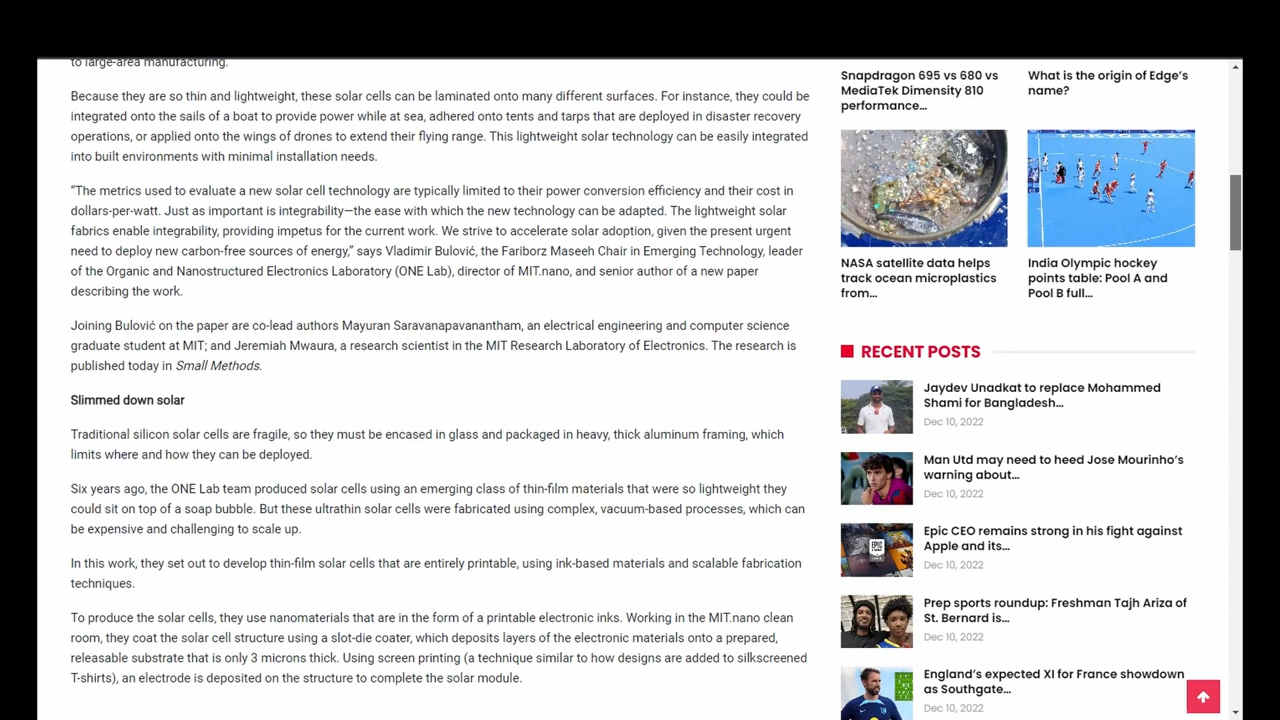 to large-area manufacturing.
Because they are so thin and lightweight, these solar cells can be laminated onto many different surfaces. For instance, they could be
integrated onto the sails of a boat to provide power while at sea, adhered onto tents and tarps that are deployed in disaster recovery
operations, or applied onto the wings of drones to extend their flying range. This lightweight solar technology can be easily integrated
into built environments with minimal installation needs.
“The metrics used to evaluate a new solar cell technology are typically limited to their power conversion efficiency and their cost in
dollars-per-watt. Just as important is integrability—the ease with which the new technology can be adapted. The lightweight solar
fabrics enable integrability, providing impetus for the current work. We strive to accelerate solar adoption, given the present urgent
need to deploy new carbon-free sources of energy,” says Vladimir Bulović, the Fariborz Maseeh Chair in Emerging Technology, leader
of the Organic and Nanostructured Electronics Laboratory (ONE Lab), director of MIT.nano, and senior author of a new paper
describing the work.
Joining Bulović on the paper are co-lead authors Mayuran Saravanapavanantham, an electrical engineering and computer science
graduate student at MIT; and Jeremiah Mwaura, a research scientist in the MIT Research Laboratory of Electronics. The research is
published today in Small Methods.
Slimmed down solar
Traditional silicon solar cells are fragile, so they must be encased in glass and packaged in heavy, thick aluminum framing, which
limits where and how they can be deployed.
Six years ago, the ONE Lab team produced solar cells using an emerging class of thin-film materials that were so lightweight they
could sit on top of a soap bubble. But these ultrathin solar cells were fabricated using complex, vacuum-based processes, which can
be expensive and challenging to scale up.
In this work, they set out to develop thin-film solar cells that are entirely printable, using ink-based materials and scalable fabrication
techniques.
To produce the solar cells, they use nanomaterials that are in the form of a printable electronic inks. Working in the MIT.nano clean
room, they coat the solar cell structure using a slot-die coater, which deposits layers of the electronic materials onto a prepared,
releasable substrate that is only 3 microns thick. Using screen printing (a technique similar to how designs are added to silkscreened
T-shirts), an electrode is deposited on the structure to complete the solar module.
Snapdragon 695 vs 680 vs
MediaTek Dimensity 810
performance...
What is the origin of Edge’s
name?
NASA satellite data helps
track ocean microplastics
from...
India Olympic hockey
points table: Pool A and
Pool B full...
RECENT POSTS
Jaydev Unadkat to replace Mohammed
Shami for Bangladesh...
Dec 10, 2022
Man Utd may need to heed Jose Mourinho’s
warning about...
Dec 10, 2022
EPIC
Epic CEO remains strong in his fight against
Apple and its...
Dec 10, 2022
Prep sports roundup: Freshman Tajh Ariza of
St. Bernard is...
Dec 10, 2022
England’s expected XI for France showdown
as Southgate...
Dec 10, 2022